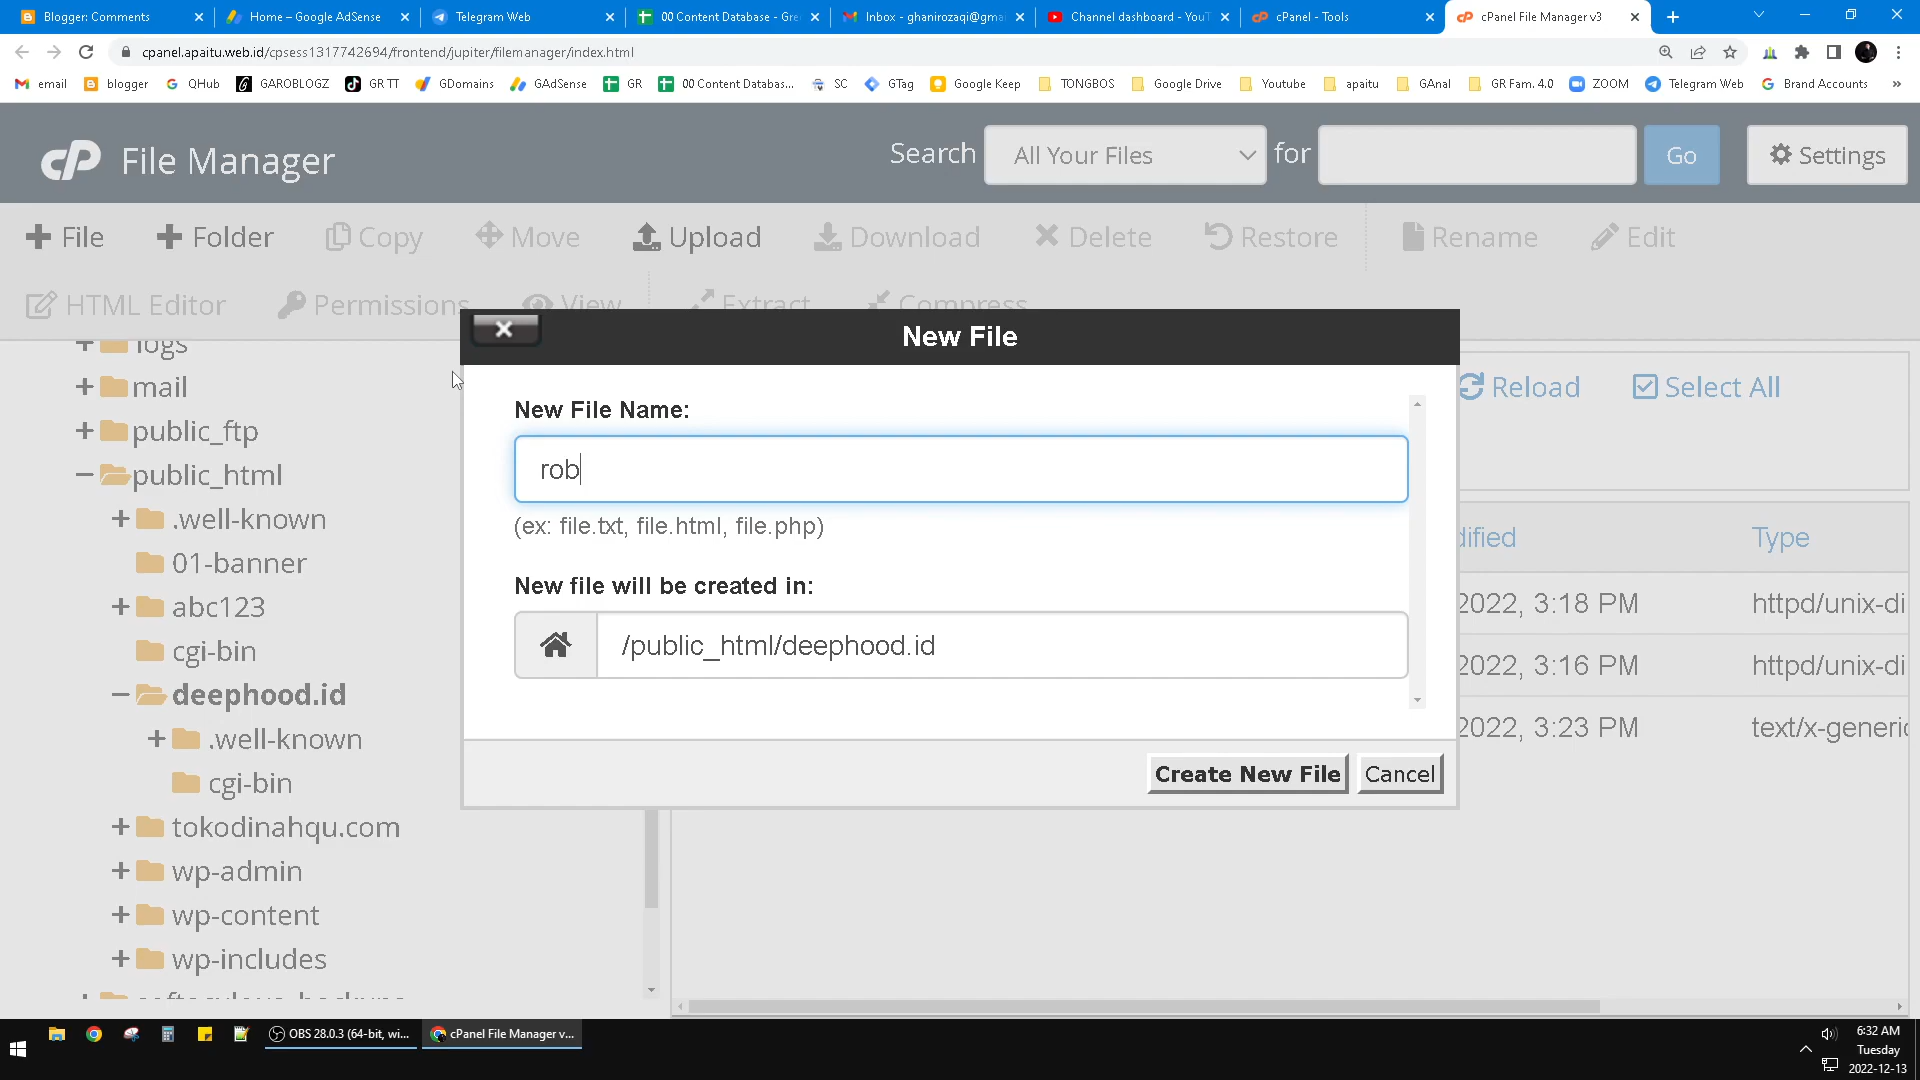 Blogger: Comments
Home – Google AdSense
Telegram Web
00 Content Database - Gre
Inbox - ghanirozaqi@gma
Channel dashboard - YouT
cPanel - Tools
cPanel File Manager v3
cpanel.apaitu.web.id/cpsess1317742694/frontend/jupiter/filemanager/index.html
email
blogger
QHub
GAROBLOGZ
GR TT
GDomains
GAdSense
GR
00 Content Databas...
SC
GTag
Google Keep
TONGBOS
Google Drive
Youtube
apaitu
GAnal
GR Fam. 4.0
ZOOM
Telegram Web
Brand Accounts
»
cP File Manager
Search
All Your Files
for
Go
Settings
File
Folder
Copy
Move
Upload
Download
Delete
Restore
Rename
Edit
HTML Editor
Permissions
View
Extract
Compress
New File
logs
mail
public_ftp
public_html
.well-known
01-banner
abc123
cgi-bin
deephood.id
.well-known
cgi-bin
tokodinahqu.com
wp-admin
wp-content
wp-includes
New File Name:
rob
(ex: file.txt, file.html, file.php)
New file will be created in:
/public_html/deephood.id
Create New File
Cancel
Reload
Select All
dified
Type
2022, 3:18 PM
httpd/unix-di
2022, 3:16 PM
httpd/unix-di
2022, 3:23 PM
text/x-generic
OBS 28.0.3 (64-bit, wi...
cPanel File Manager v...
6:32 AM
Tuesday
2022-12-13